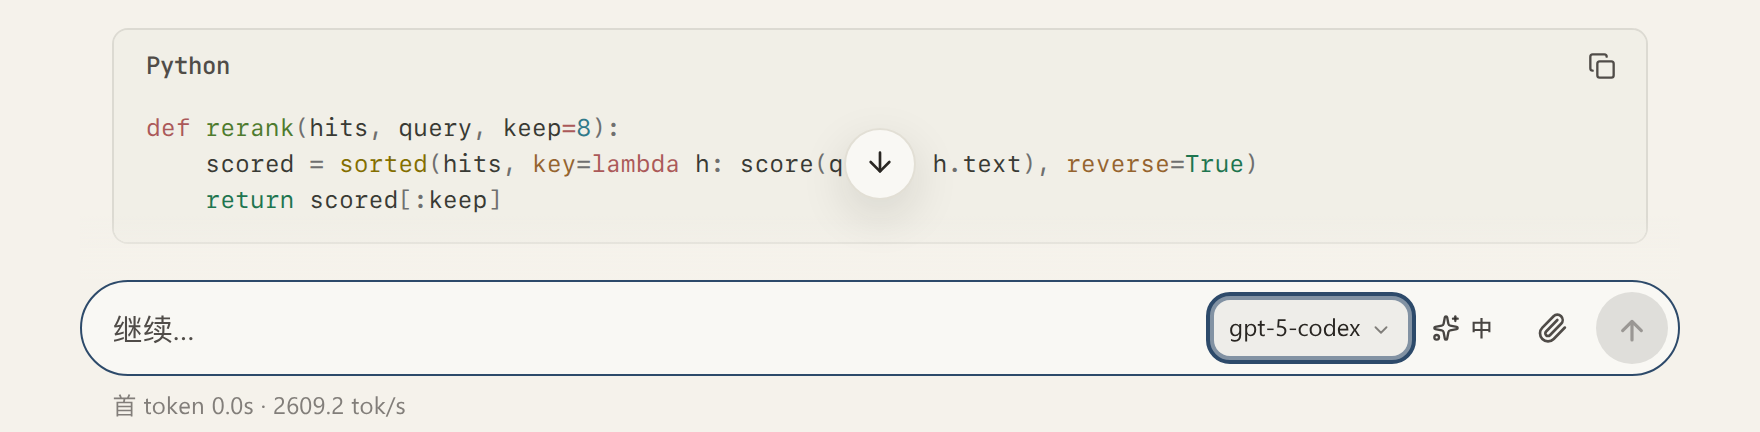 Python
def rerank(hits, query, keep=8):
    scored = sorted(hits, key=lambda h: score(q h.text), reverse=True)
    return scored[:keep]
继续...
gpt-5-codex
中
首 token 0.0s · 2609.2 tok/s